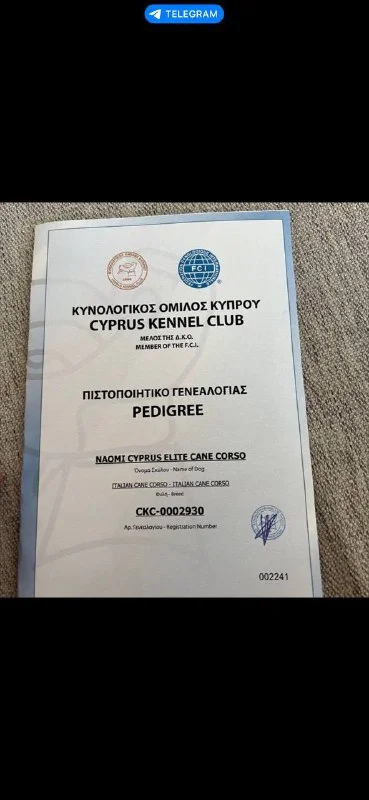 TELEGRAM
FCI
ΚΥΝΟΛΟΓΙΚΟΣ ΟΜΙΛΟΣ ΚΥΠΡΟΥ
CYPRUS KENNEL CLUB
ΜΕΛΟΣ ΤΗΣ Δ.Κ.Ο.
MEMBER OF THE F.C.I.
ΠΙΣΤΟΠΟΙΗΤΙΚΟ ΓΕΝΕΑΛΟΓΙΑΣ
PEDIGREE
NAOMI CYPRUS ELITE CANE CORSO
Όνομα Σκύλου - Name of Dog
ITALIAN CANE CORSO - ITALIAN CANE CORSO
Φυλή - Breed
CKC-0002930
Αρ. Γενεαλογίου - Registration Number
002241